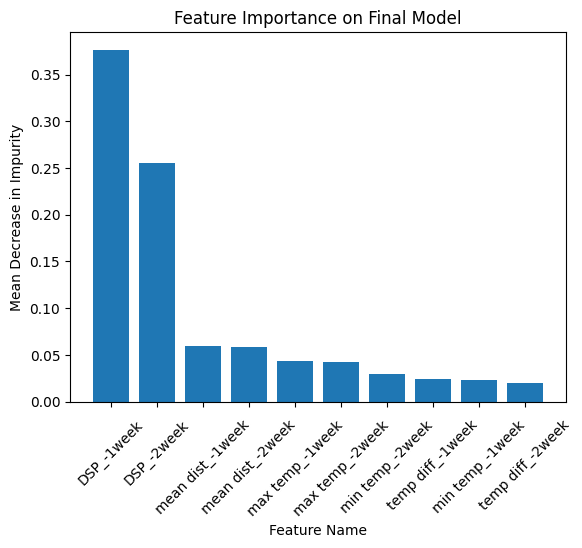 Feature Importance on Final Model
Mean Decrease in Impurity
0.35
0.30
0.25
0.20
0.15
0.10
0.05
0.00
DSP_-1week
DSP_-2week
mean dist_-1week
mean dist_-2week
max temp_-1week
max temp_-2week
min temp_-2week
temp diff_-1week
min temp_-1week
temp diff_-2week
Feature Name